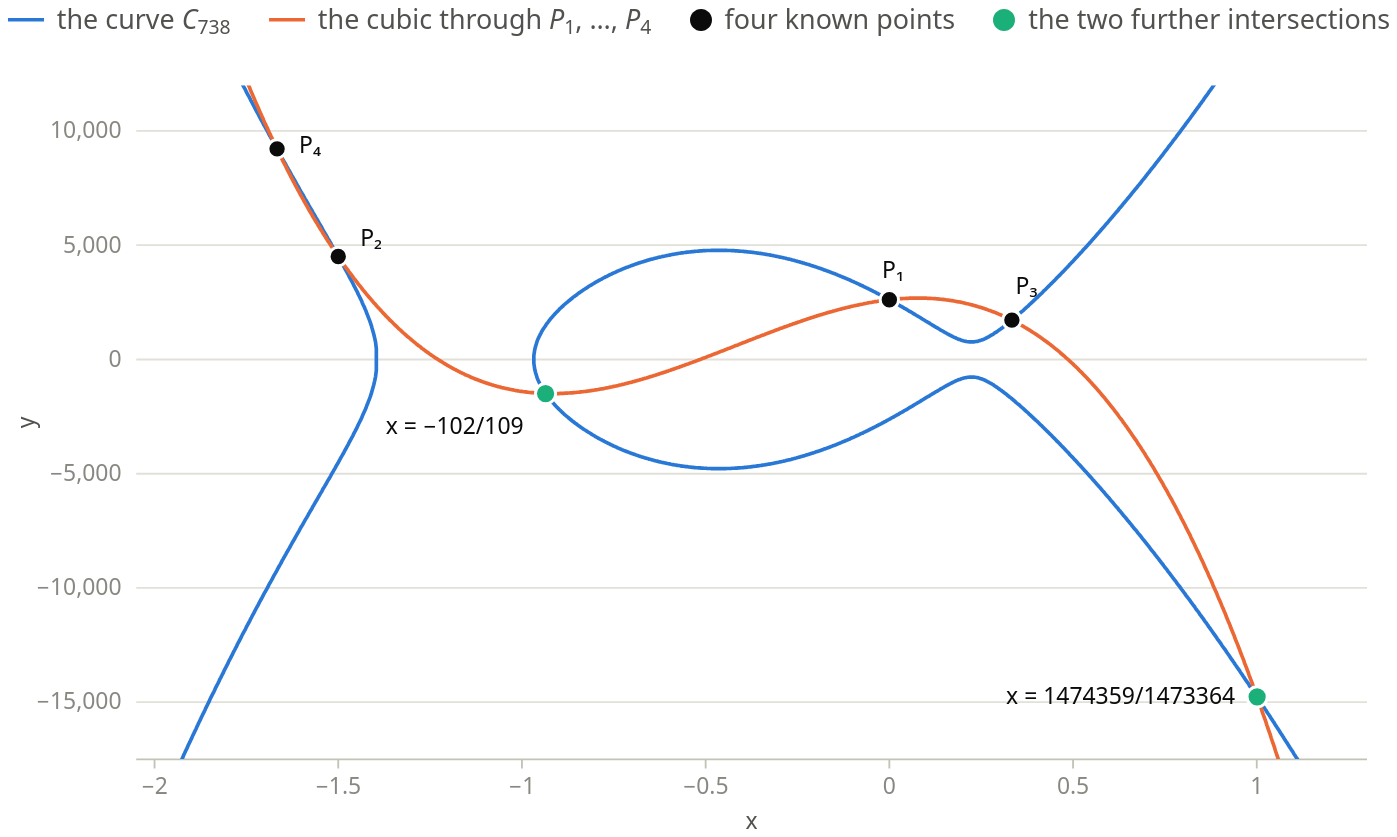 the curve C₇₃₈ the cubic through P₁, ..., P₄ four known points the two further intersections
10,000
5,000
0
−5,000
−10,000
−15,000
y
P₄
P₂
P₁
P₃
x = −102/109
x = 1474359/1473364
−2 −1.5 −1 −0.5 0 0.5 1
x